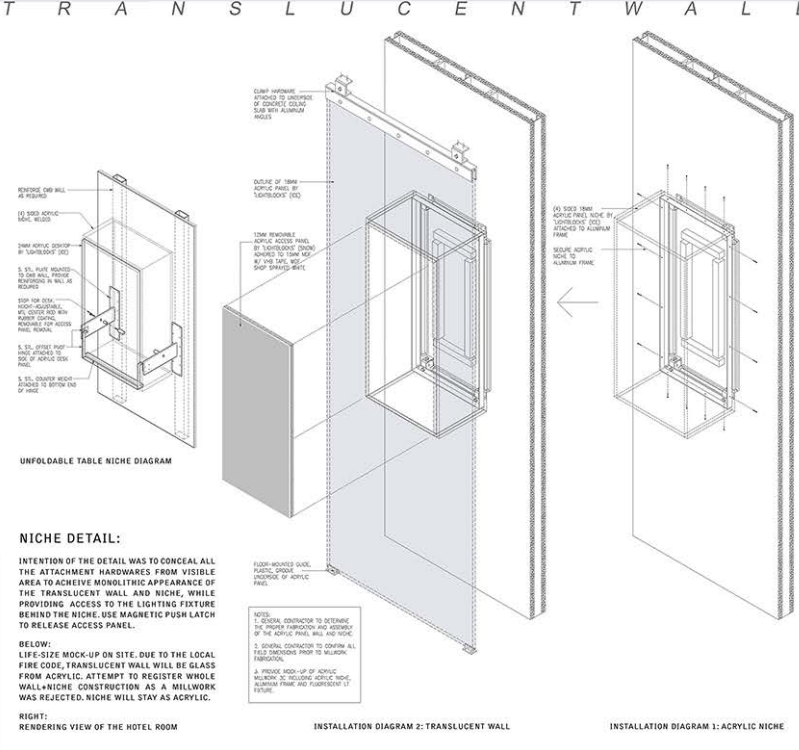 T R A N S L U C E N T W A L L
CLAMP HARDWARE
ATTACHED TO UNDERSIDE
OF CONCRETE CEILING
SLAB WITH ALUMINUM
ANGLES
OUTLINE OF 18MM
ACRYLIC PANEL BY
"LIGHTBLOCKS" (ICE)
12MM REMOVABLE
ACRYLIC ACCESS PANEL
BY "LIGHTBLOCKS" (SNOW)
ADHERED TO 15MM MDF
W/ VHB TAPE, MDF
SHOP SPRAYED WHITE
FLOOR-MOUNTED GUIDE,
PLASTIC, GROOVE
UNDERSIDE OF ACRYLIC
PANEL
REINFORCE CMB WALL
AS REQUIRED
(4) SIDED ACRYLIC
NICHE, WELDED
24MM ACRYLIC DESKTOP
BY "LIGHTBLOCKS" (ICE)
S. STL. PLATE MOUNTED
TO CMB WALL, PROVIDE
REINFORCING IN WALL AS
REQUIRED
STOP FOR DESK,
HEIGHT-ADJUSTABLE,
MTL CENTER ROD WITH
RUBBER COATING,
REMOVABLE FOR ACCESS
PANEL REMOVAL
S. STL. OFFSET PIVOT
HINGE ATTACHED TO
SIDE OF ACRYLIC DESK
PANEL
S. STL. COUNTER WEIGHT
ATTACHED TO BOTTOM END
OF HINGE
UNFOLDABLE TABLE NICHE DIAGRAM
(4) SIDED 18MM
ACRYLIC PANEL NICHE BY
"LIGHTBLOCKS" (ICE)
ATTACHED TO ALUMINUM
FRAME
SECURE ACRYLIC
NICHE TO
ALUMINUM FRAME
NICHE DETAIL:
INTENTION OF THE DETAIL WAS TO CONCEAL ALL
THE ATTACHMENT HARDWARES FROM VISIBLE
AREA TO ACHEIVE MONOLITHIC APPEARANCE OF
THE TRANSLUCENT WALL AND NICHE, WHILE
PROVIDING ACCESS TO THE LIGHTING FIXTURE
BEHIND THE NICHE. USE MAGNETIC PUSH LATCH
TO RELEASE ACCESS PANEL.
BELOW:
LIFE-SIZE MOCK-UP ON SITE. DUE TO THE LOCAL
FIRE CODE, TRANSLUCENT WALL WILL BE GLASS
FROM ACRYLIC. ATTEMPT TO REGISTER WHOLE
WALL+NICHE CONSTRUCTION AS A MILLWORK
WAS REJECTED. NICHE WILL STAY AS ACRYLIC.
RIGHT:
RENDERING VIEW OF THE HOTEL ROOM
NOTES:
1. GENERAL CONTRACTOR TO DETERMINE
THE PROPER FABRICATION AND ASSEMBLY
OF THE ACRYLIC PANEL WALL AND NICHE.
2. GENERAL CONTRACTOR TO CONFIRM ALL
FIELD DIMENSIONS PRIOR TO MILLWORK
FABRICATION.
3. PROVIDE MOCK-UP OF ACRYLIC
MILLWORK 3C INCLUDING ACRYLIC NICHE,
ALUMINUM FRAME AND FLUORESCENT LT
FIXTURE.
INSTALLATION DIAGRAM 2: TRANSLUCENT WALL
INSTALLATION DIAGRAM 1: ACRYLIC NICHE